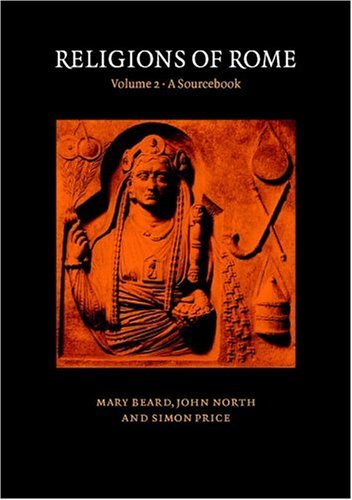 RELIGIONS OF ROME
Volume 2 • A Sourcebook
MARY BEARD, JOHN NORTH
AND SIMON PRICE